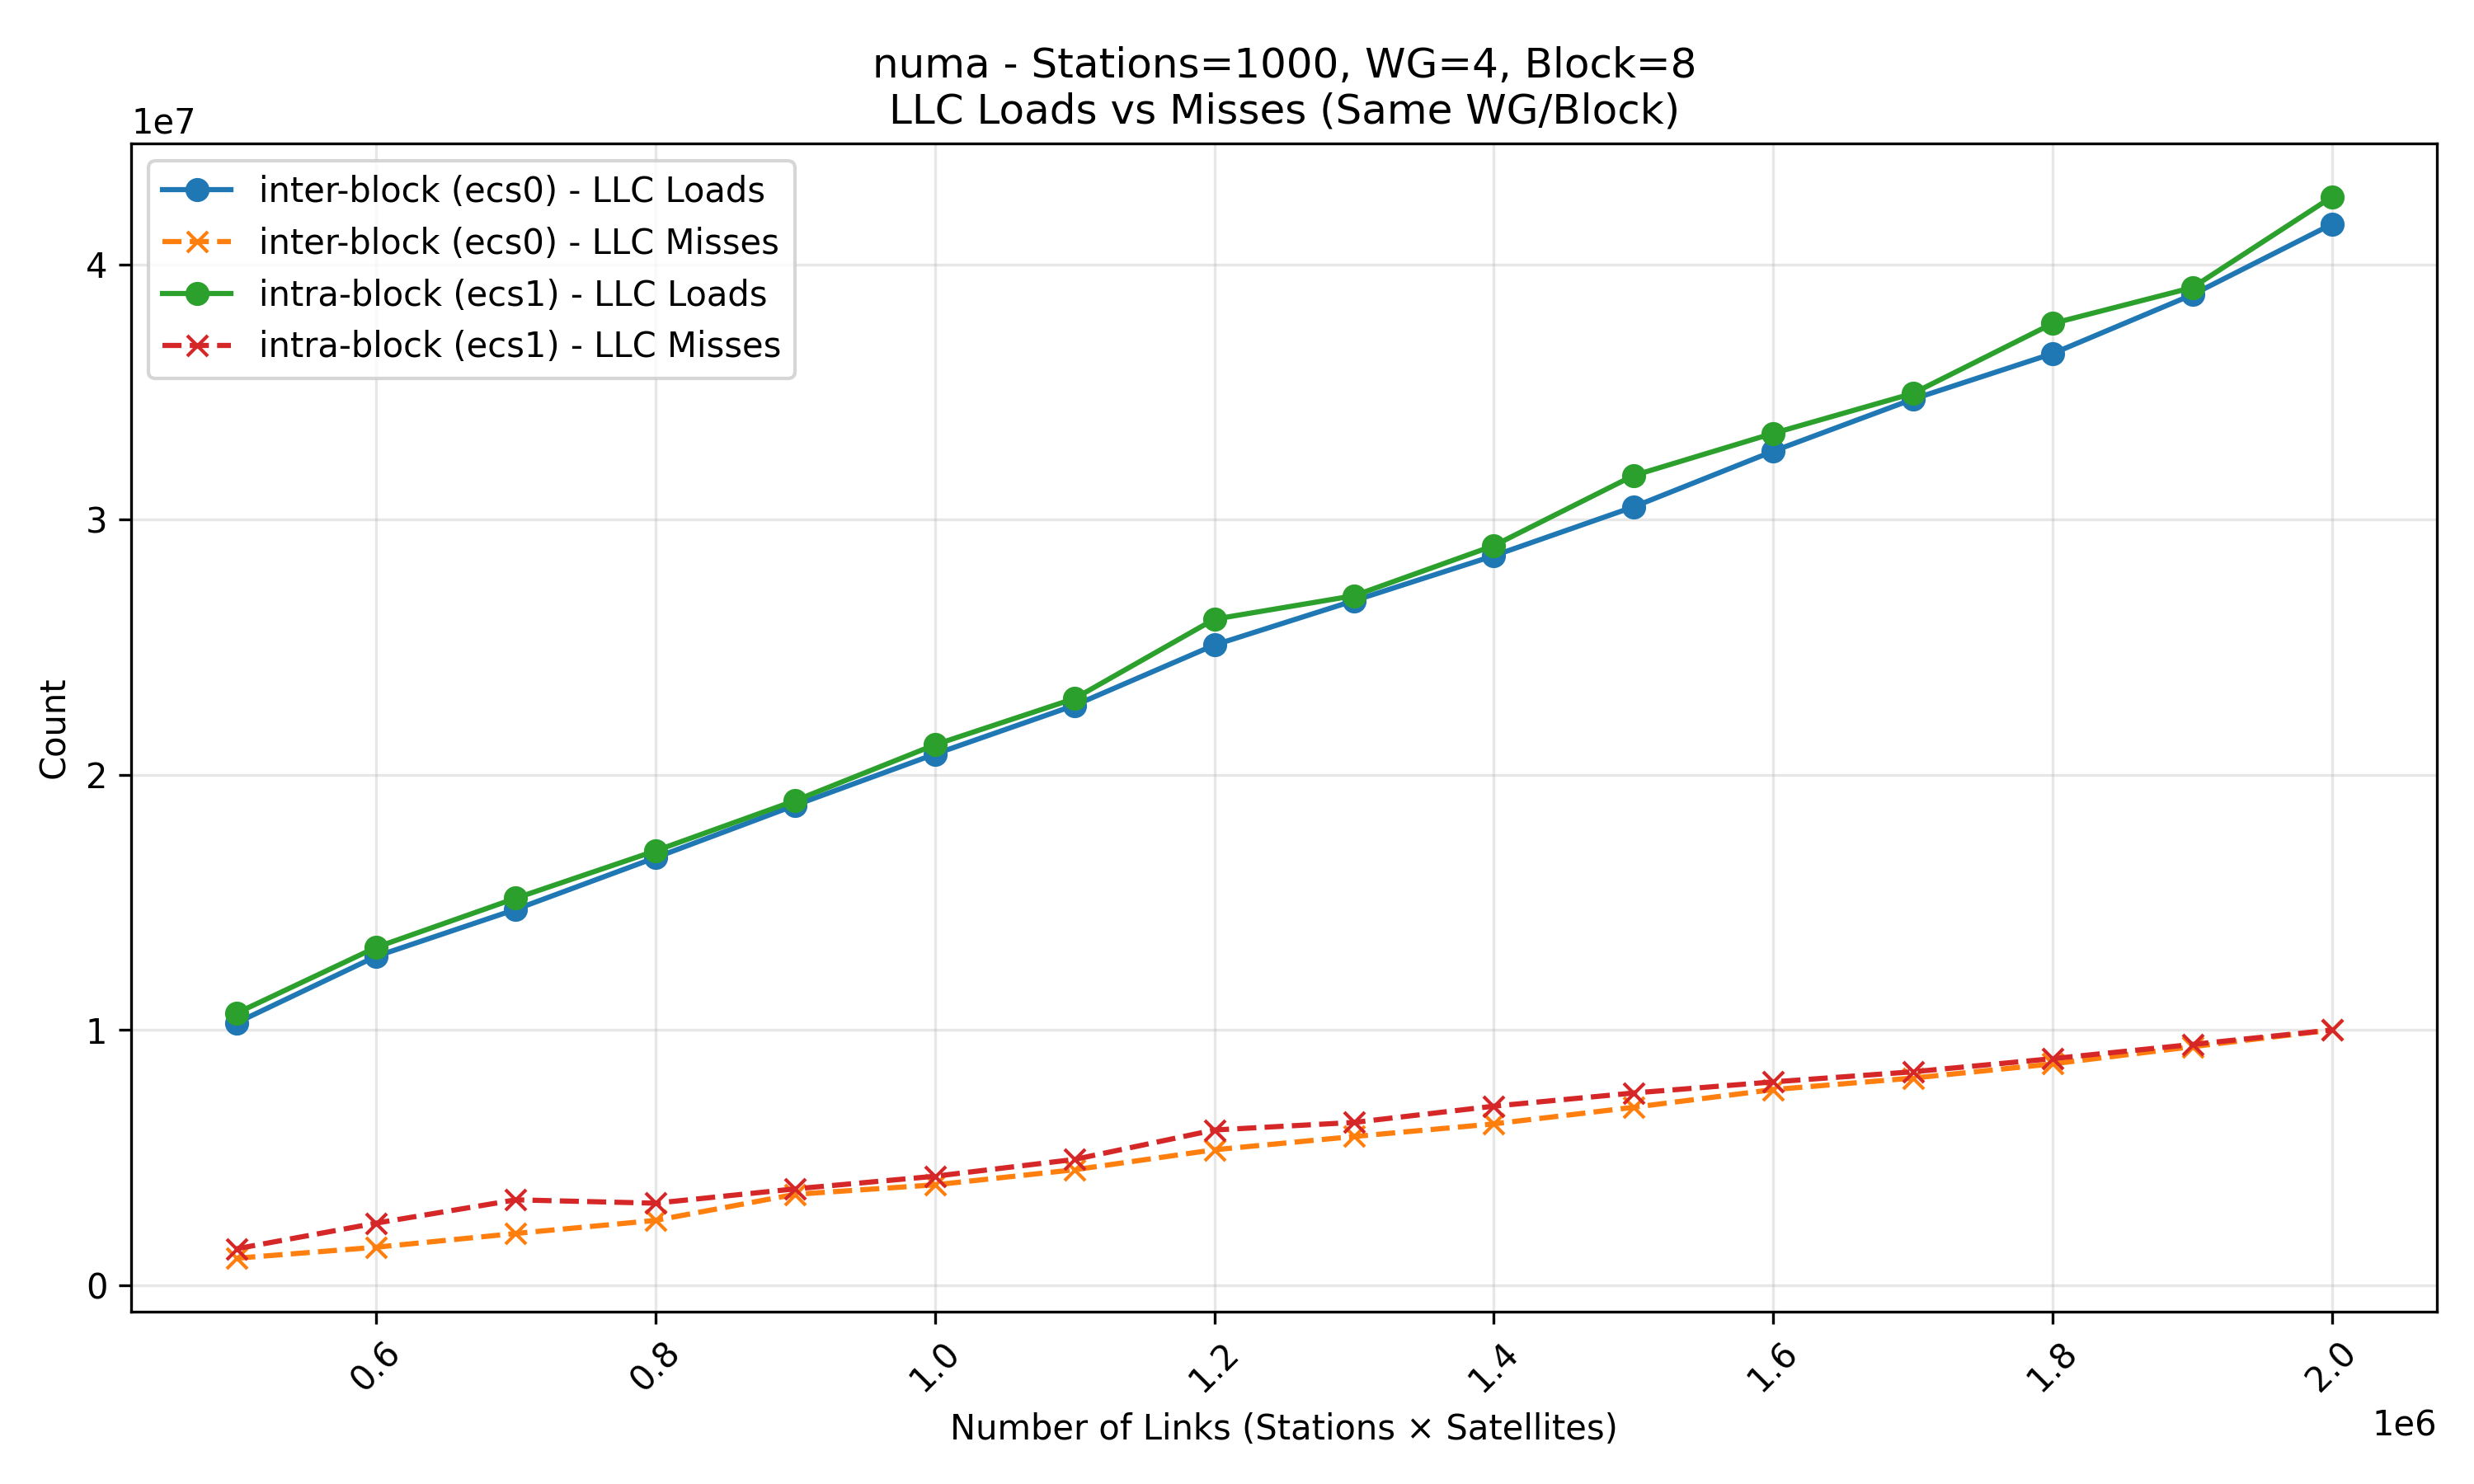 numa - Stations=1000, WG=4, Block=8
LLC Loads vs Misses (Same WG/Block)
1e7
inter-block (ecs0) - LLC Loads
inter-block (ecs0) - LLC Misses
intra-block (ecs1) - LLC Loads
intra-block (ecs1) - LLC Misses
4
3
2
1
0
Count
0.6
0.8
1.0
1.2
1.4
1.6
1.8
2.0
Number of Links (Stations × Satellites)
1e6